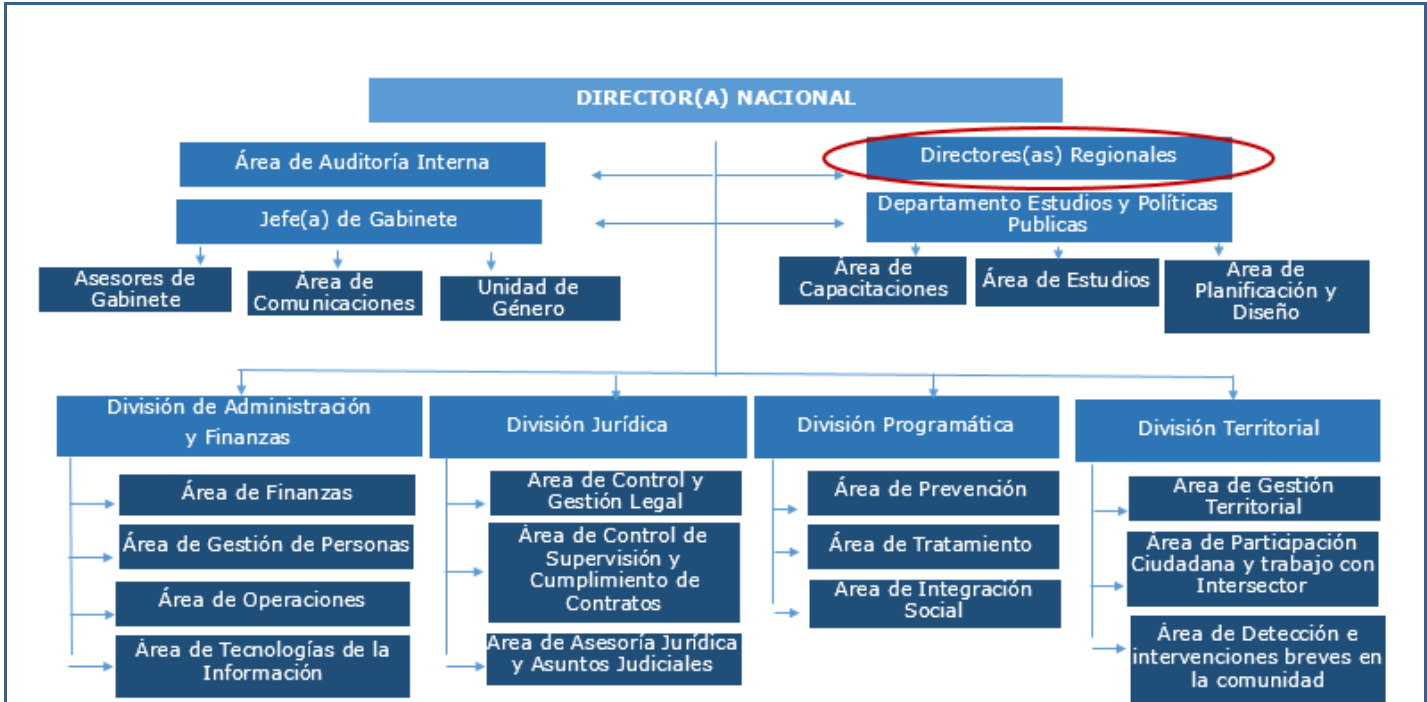 DIRECTOR(A) NACIONAL
Área de Auditoría Interna
Directores(as) Regionales
Jefe(a) de Gabinete
Departamento Estudios y Políticas
Publicas
Asesores de
Gabinete
Área de
Comunicaciones
Unidad de
Género
Área de
Capacitaciones
Área de Estudios
Area de
Planificación y
Diseño
División de Administración
y Finanzas
División Jurídica
División Programática
División Territorial
Área de Finanzas
Área de Gestión de Personas
Área de Operaciones
Área de Tecnologías de la
Información
Area de Control y
Gestión Legal
Área de Control de
Supervisión y
Cumplimiento de
Contratos
Area de Asesoría Jurídica
y Asuntos Judiciales
Área de Prevención
Área de Tratamiento
Area de Integración
Social
Area de Gestión
Territorial
Área de Participación
Ciudadana y trabajo con
Intersector
Área de Detección e
intervenciones breves en
la comunidad